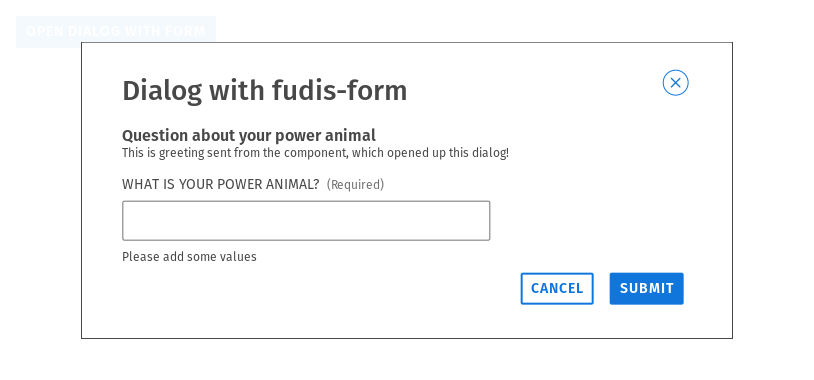 OPEN DIALOG WITH FORM
Dialog with fudis-form
Question about your power animal
This is greeting sent from the component, which opened up this dialog!
WHAT IS YOUR POWER ANIMAL? (Required)
Please add some values
CANCEL SUBMIT